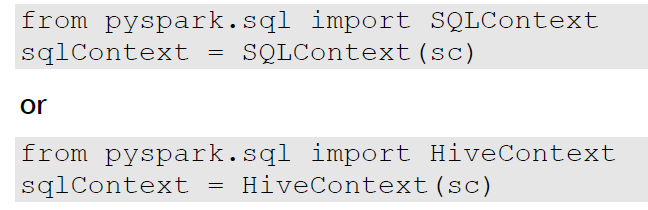 from pyspark.sql import SQLContext
sqlContext = SQLContext(sc)
or
from pyspark.sql import HiveContext
sqlContext = HiveContext(sc)